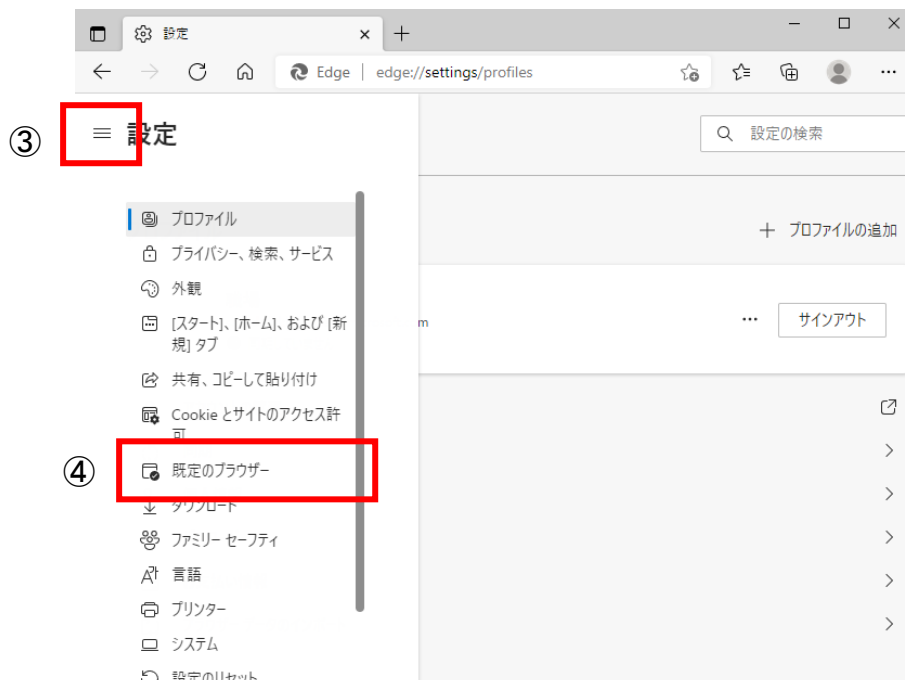 設定
Edge | edge://settings/profiles
③
設定
設定の検索
プロファイル
プロファイルの追加
プライバシー、検索、サービス
外観
[スタート]、[ホーム]、および [新
規] タブ
m
サインアウト
共有、コピーして貼り付け
Cookie とサイトのアクセス許
可
④
既定のブラウザー
ダウンロード
ファミリー セーフティ
言語
プリンター
システム
設定のリセット